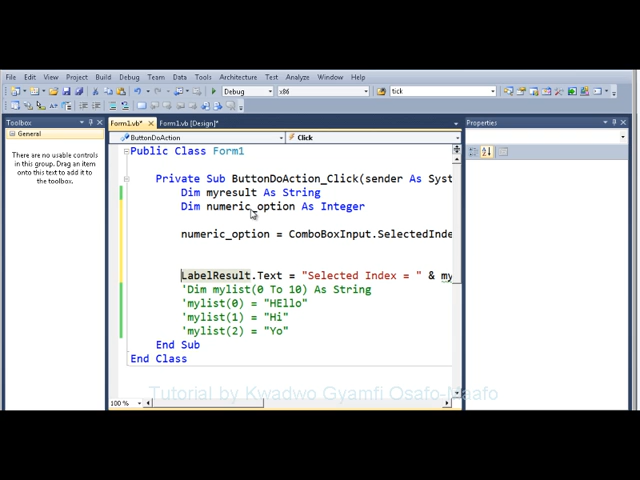 File Edit View Project Build Debug Team Data Tools Architecture Test Analyze Window Help
Debug x86 tick
Toolbox Form1.vb* Form1.vb [Design]* Properties
General ButtonDoAction Click
There are no usable controls in this group. Drag an item onto this text to add it to the toolbox.
Public Class Form1
Private Sub ButtonDoAction_Click(sender As Syst
Dim myresult As String
Dim numeric_option As Integer
numeric_option = ComboBoxInput.SelectedInde
LabelResult.Text = "Selected Index = " & my
'Dim mylist(0 To 10) As String
'mylist(0) = "HEllo"
'mylist(1) = "Hi"
'mylist(2) = "Yo"
End Sub
End Class
Tutorial by Kwadwo Gyamfi Osafo-Maafo
100 %